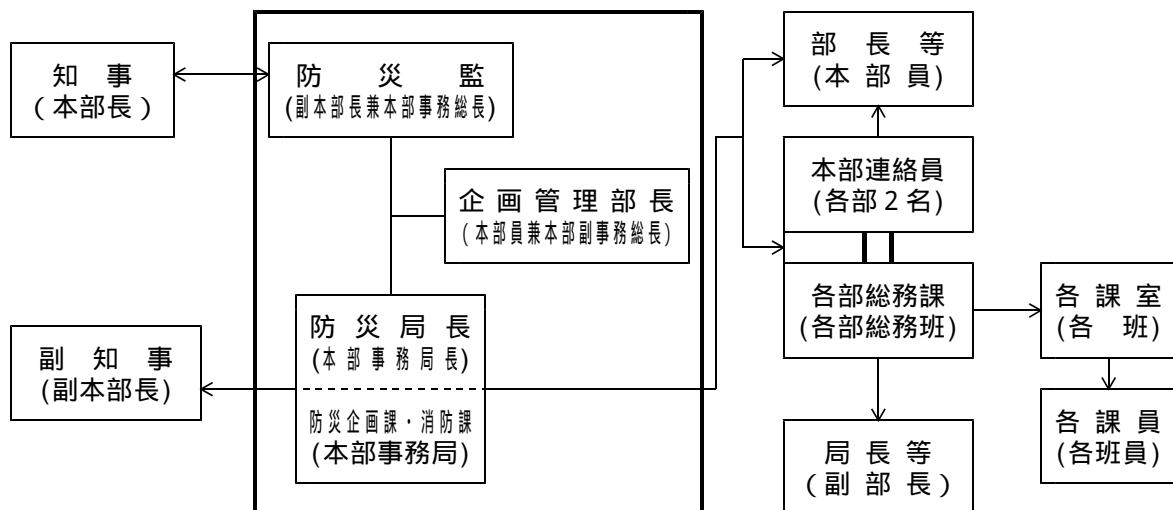 知事
(本部長)
防災監
(副本部長兼本部事務総長)
企画管理部長
(本部員兼本部副事務総長)
防災局長
(本部事務局長)
防災企画課・消防課
(本部事務局)
副知事
(副本部長)
部長等
(本部員)
本部連絡員
(各部2名)
各部総務課
(各部総務班)
局長等
(副部長)
各課室
(各班)
各課員
(各班員)